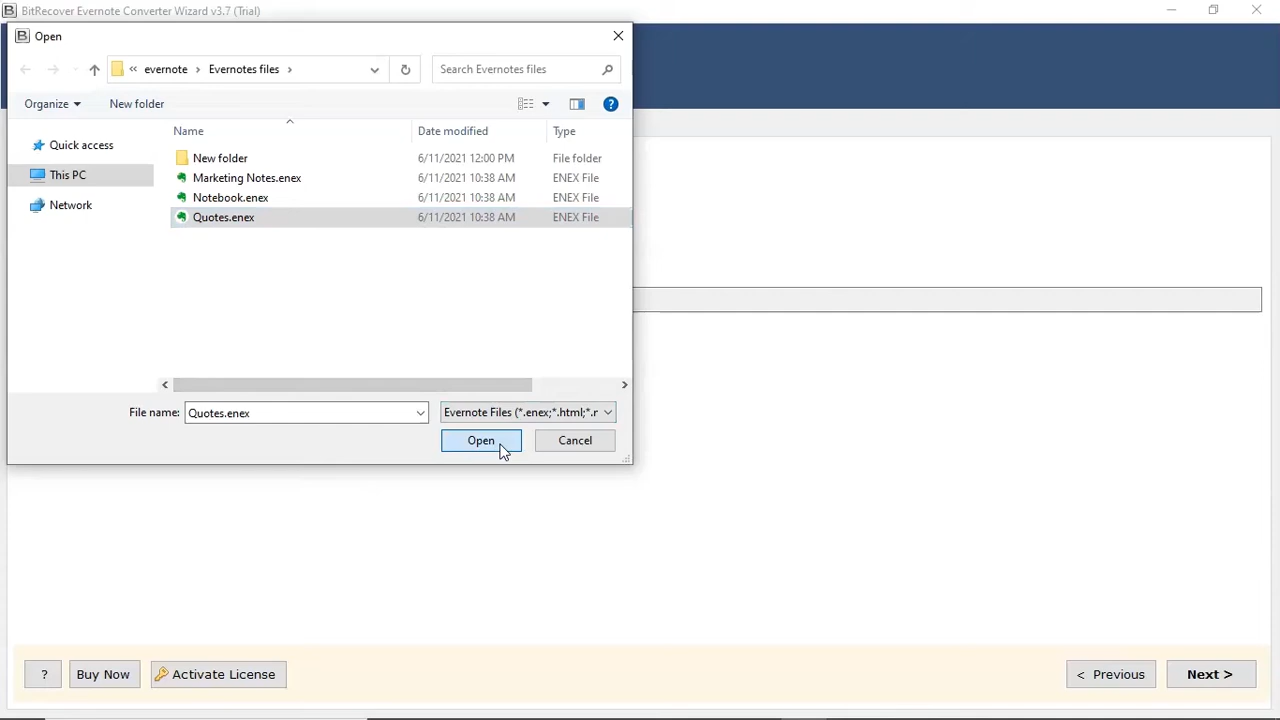 BitRecover Evernote Converter Wizard v3.7 (Trial)
Open
« evernote › Evernotes files ›
Search Evernotes files
Organize
New folder
Name
Date modified
Type
Quick access
This PC
Network
New folder 6/11/2021 12:00 PM File folder
Marketing Notes.enex 6/11/2021 10:38 AM ENEX File
Notebook.enex 6/11/2021 10:38 AM ENEX File
Quotes.enex 6/11/2021 10:38 AM ENEX File
File name: Quotes.enex
Evernote Files (*.enex;*.html;*.r
Open
Cancel
? Buy Now Activate License < Previous Next >